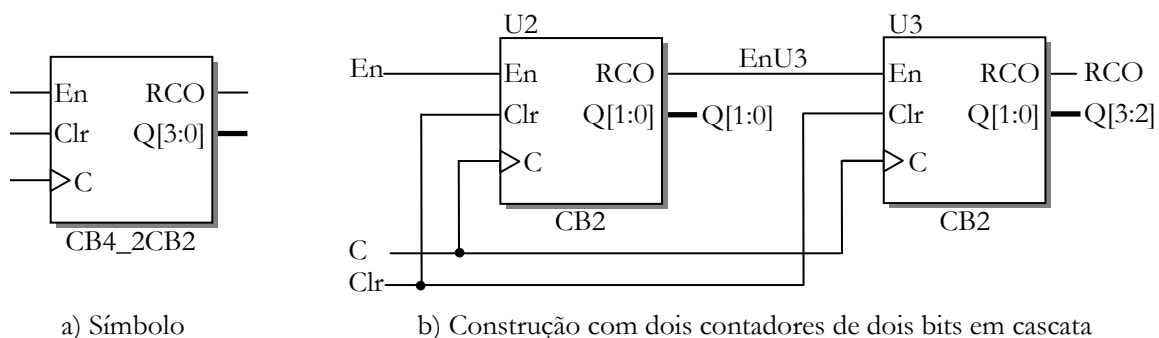 En RCO
Clr Q[3:0]
C
CB4_2CB2
a) Símbolo
U2
En
En RCO
Clr Q[1:0]
C
CB2
Q[1:0]
EnU3
U3
En RCO
Clr Q[1:0]
C
CB2
RCO
Q[3:2]
C
Clr
b) Construção com dois contadores de dois bits em cascata